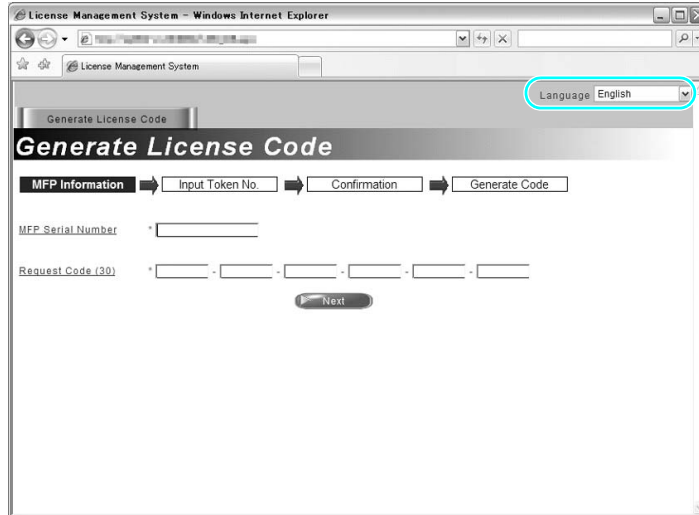 License Management System - Windows Internet Explorer
License Management System
Language English
Generate License Code
Generate License Code
MFP Information Input Token No. Confirmation Generate Code
MFP Serial Number *
Request Code (30) * - - - - -
Next